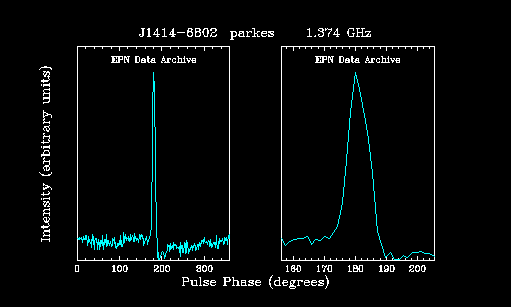 J1414-6802 parkes 1.374 GHz
EPN Data Archive EPN Data Archive
Intensity (arbitrary units)
0 100 200 300 160 170 180 190 200
Pulse Phase (degrees)